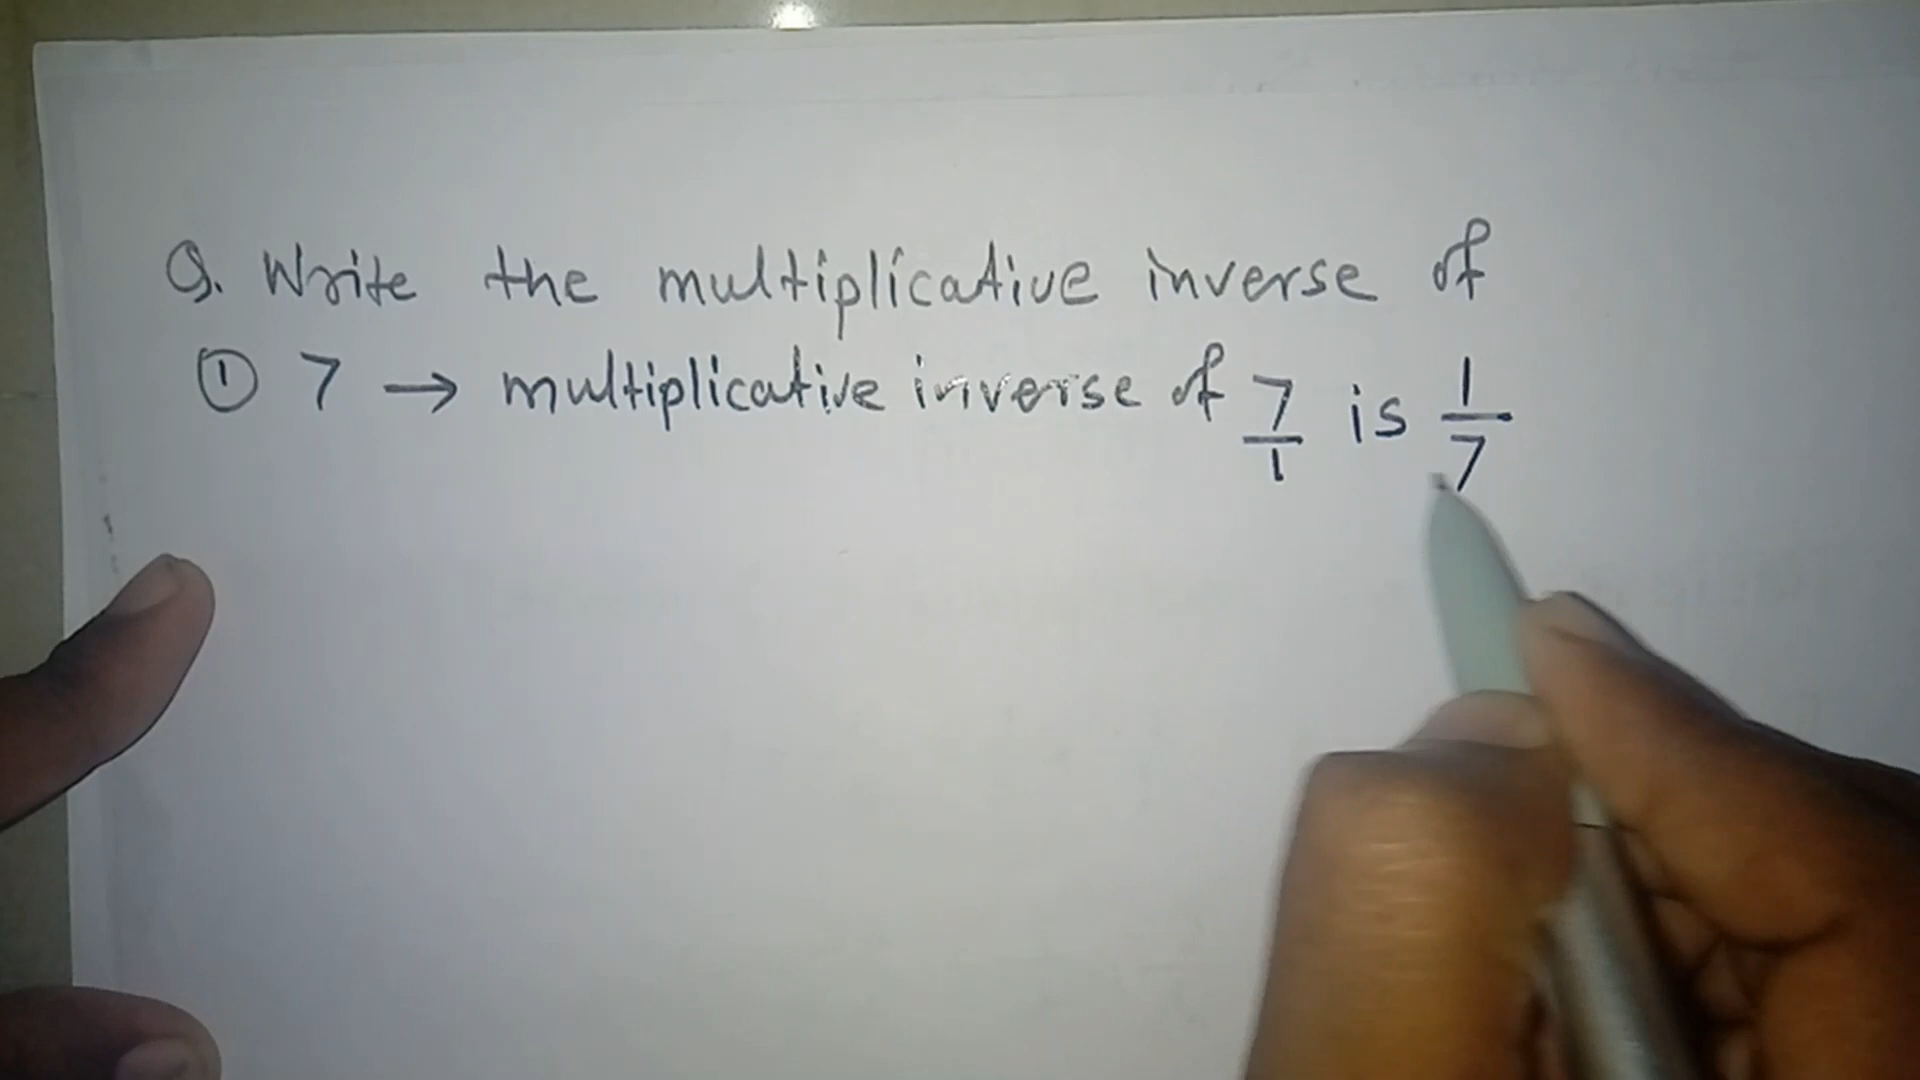 Q. Write the multiplicative inverse of
① 7 → multiplicative inverse of 7/1 is 1/7